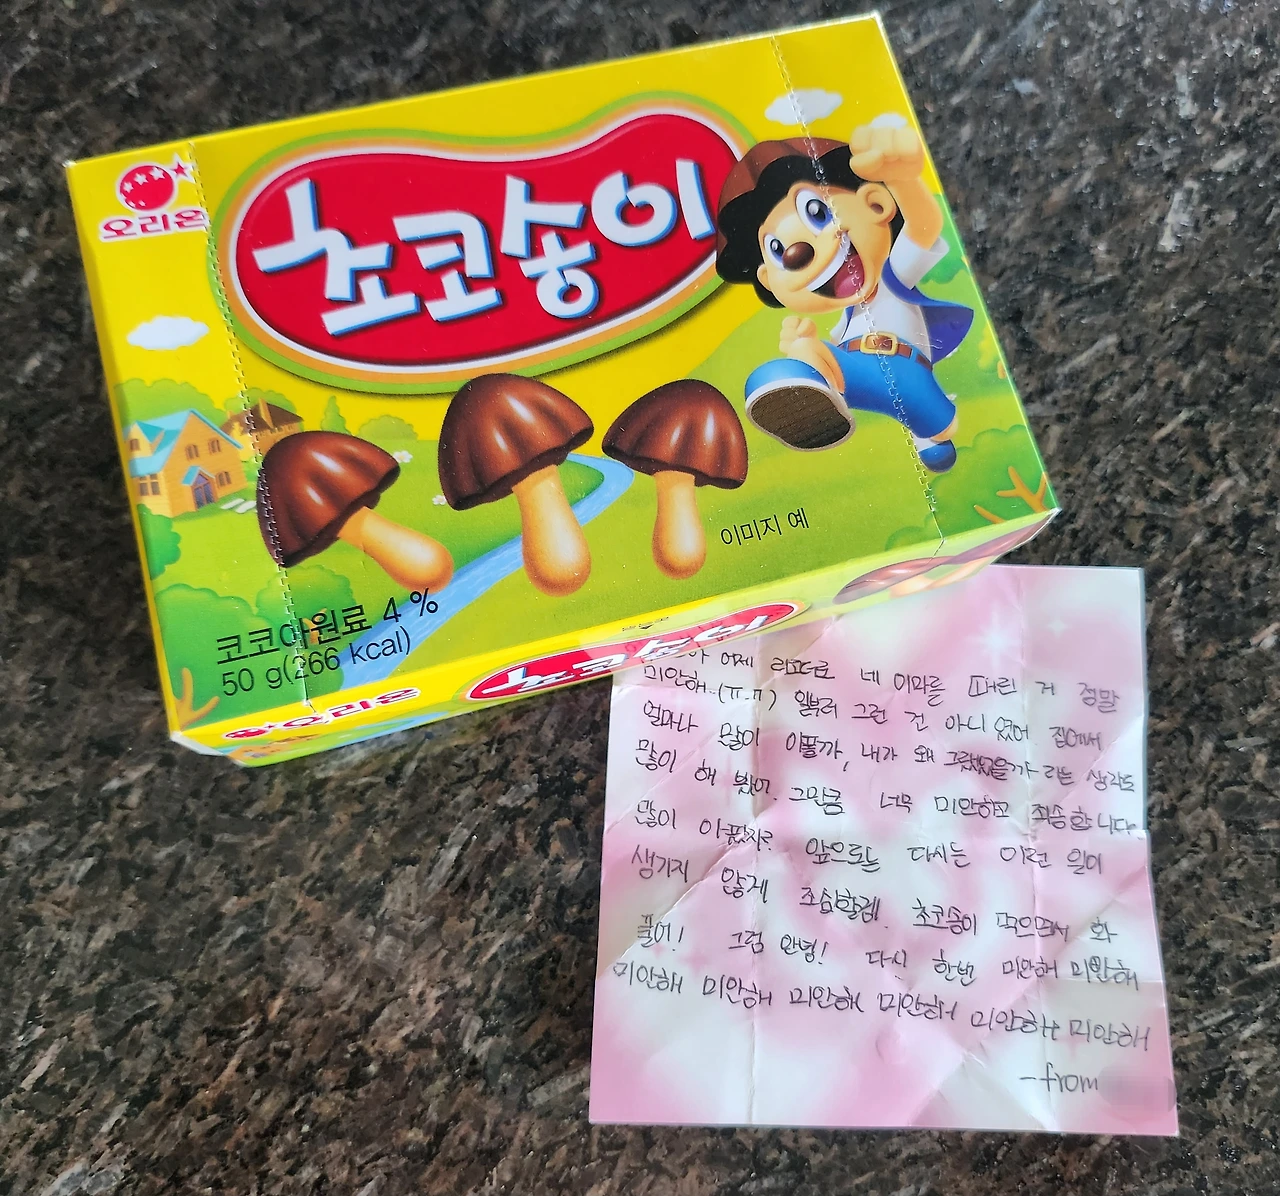 오리온
초코송이
이미지 예
코코아원료 4 %
50 g(266 kcal)
오리온
초코송이
어제 리코더로 네 이마를 때린 거 정말
미안해..(ㅠ.ㅠ) 일부러 그런 건 아니 었어. 집에서
얼마나 많이 아플까, 내가 왜 그랬었을까 라는 생각도
많이 해 봤어. 그만큼 너무 미안하고 죄송합니다.
많이 아팠지? 앞으로는 다시는 이런 일이
생기지 않게 조심할게. 초코송이 먹으면서 화
풀어! 그럼 안녕! 다시 한번 미안해 미안해
미안해 미안해 미안해 미안해 미안해 미안해
-from